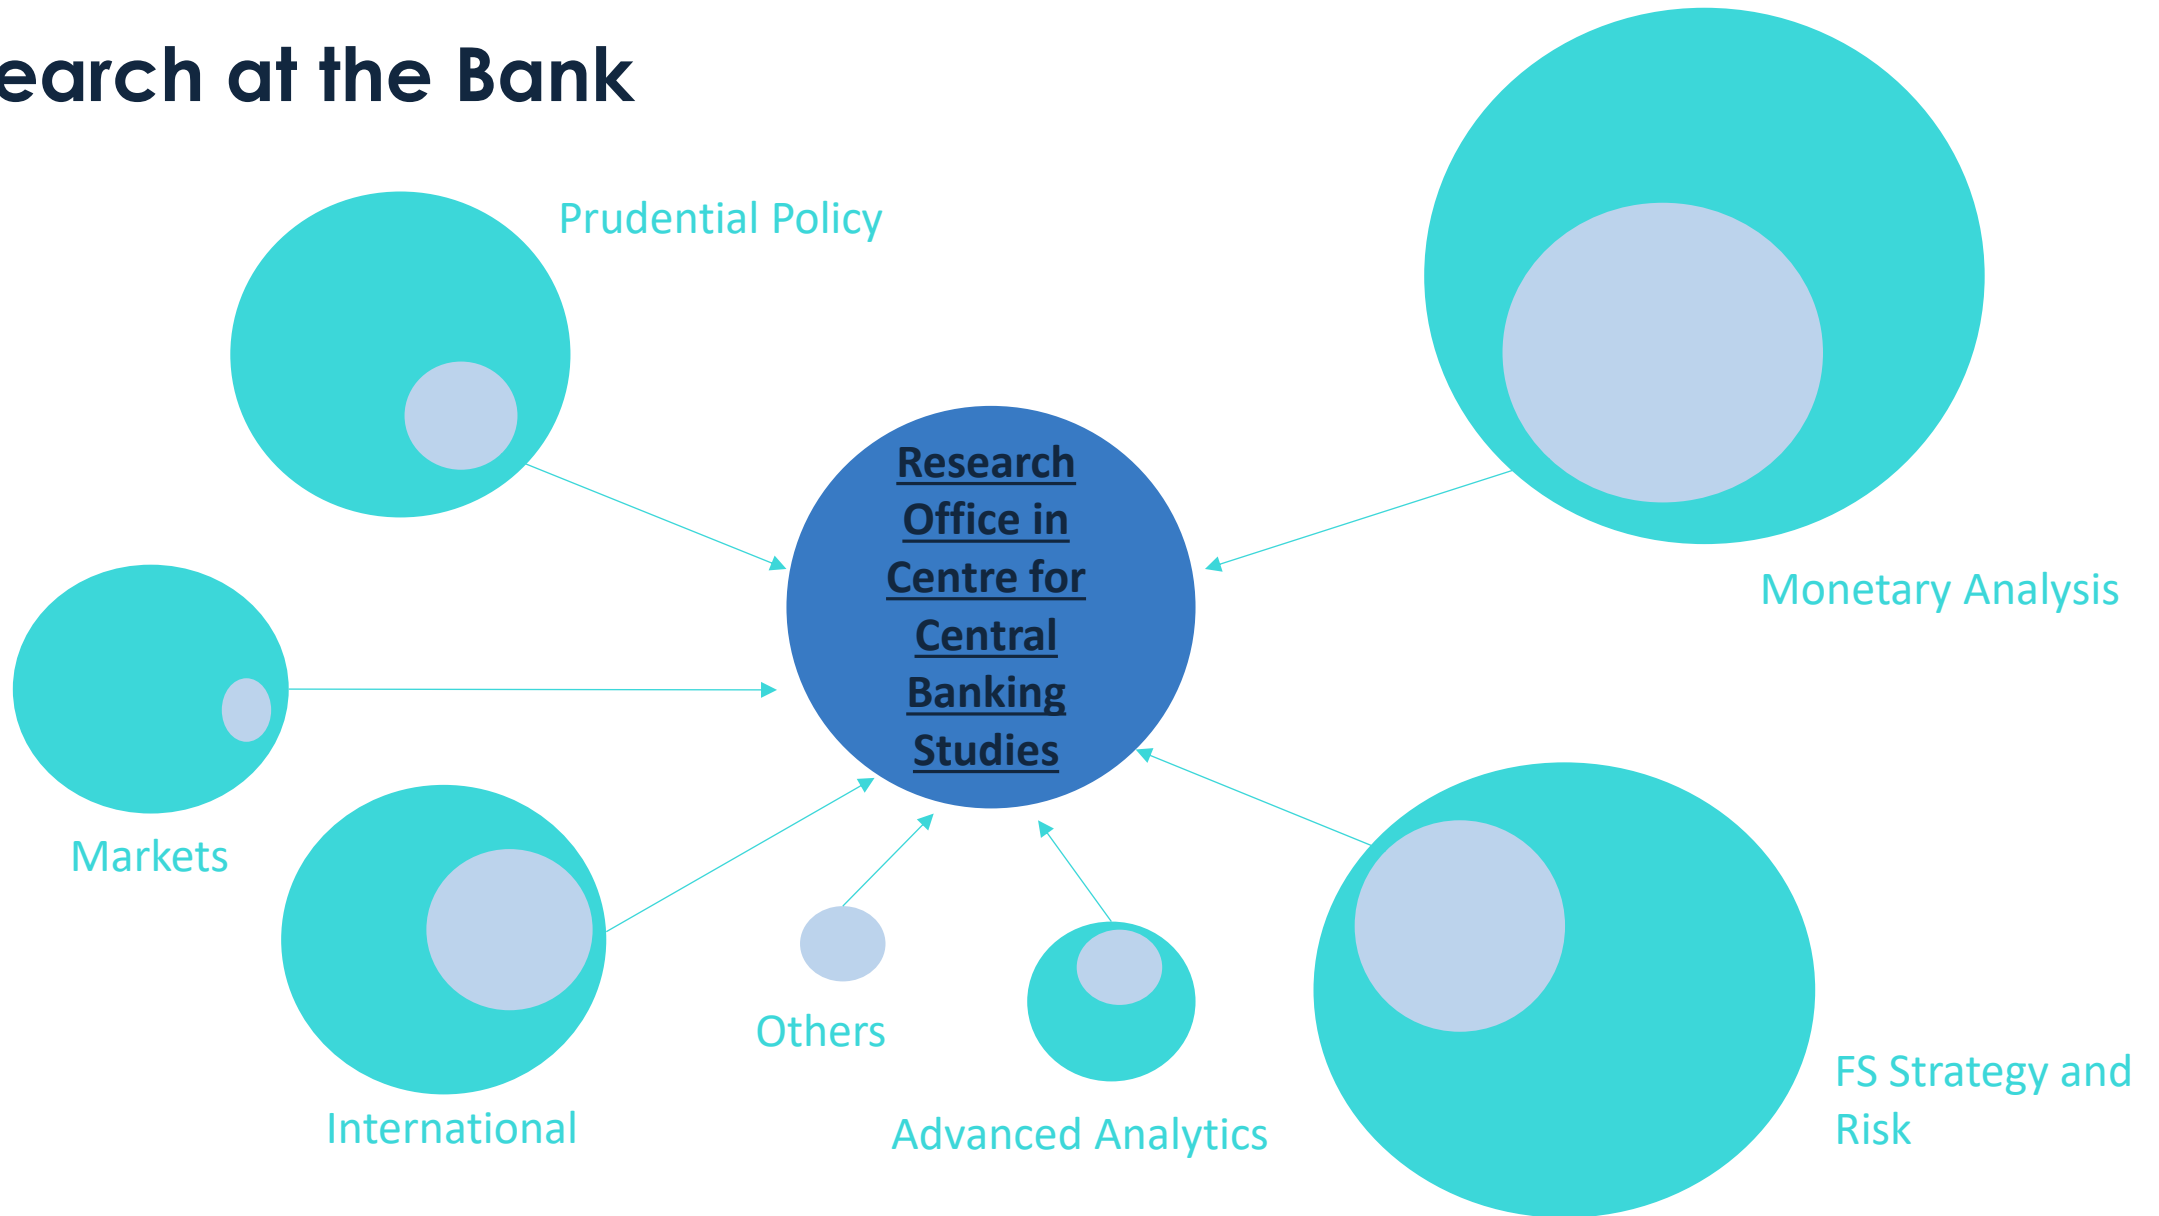 earch at the Bank
Prudential Policy
Research
Office in
Centre for
Central
Banking
Studies
Monetary Analysis
Markets
International
Others
Advanced Analytics
FS Strategy and
Risk